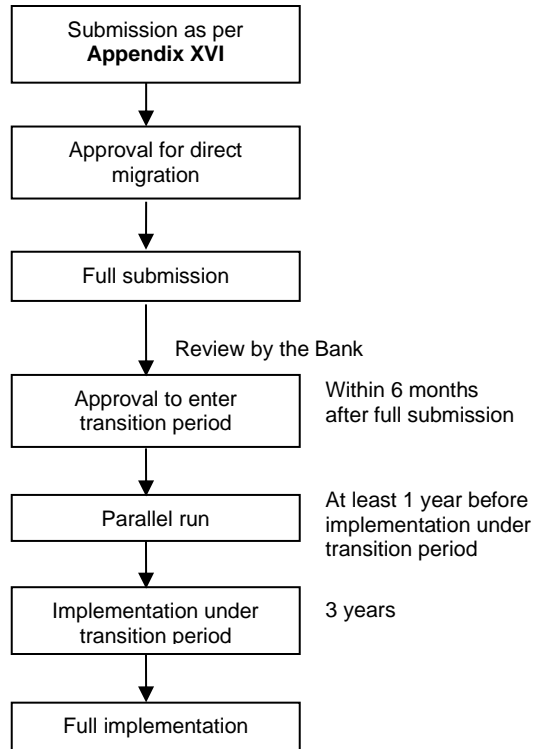 Submission as per
Appendix XVI
Approval for direct
migration
Full submission
Review by the Bank
Approval to enter
transition period
Within 6 months
after full submission
Parallel run
At least 1 year before
implementation under
transition period
Implementation under
transition period
3 years
Full implementation